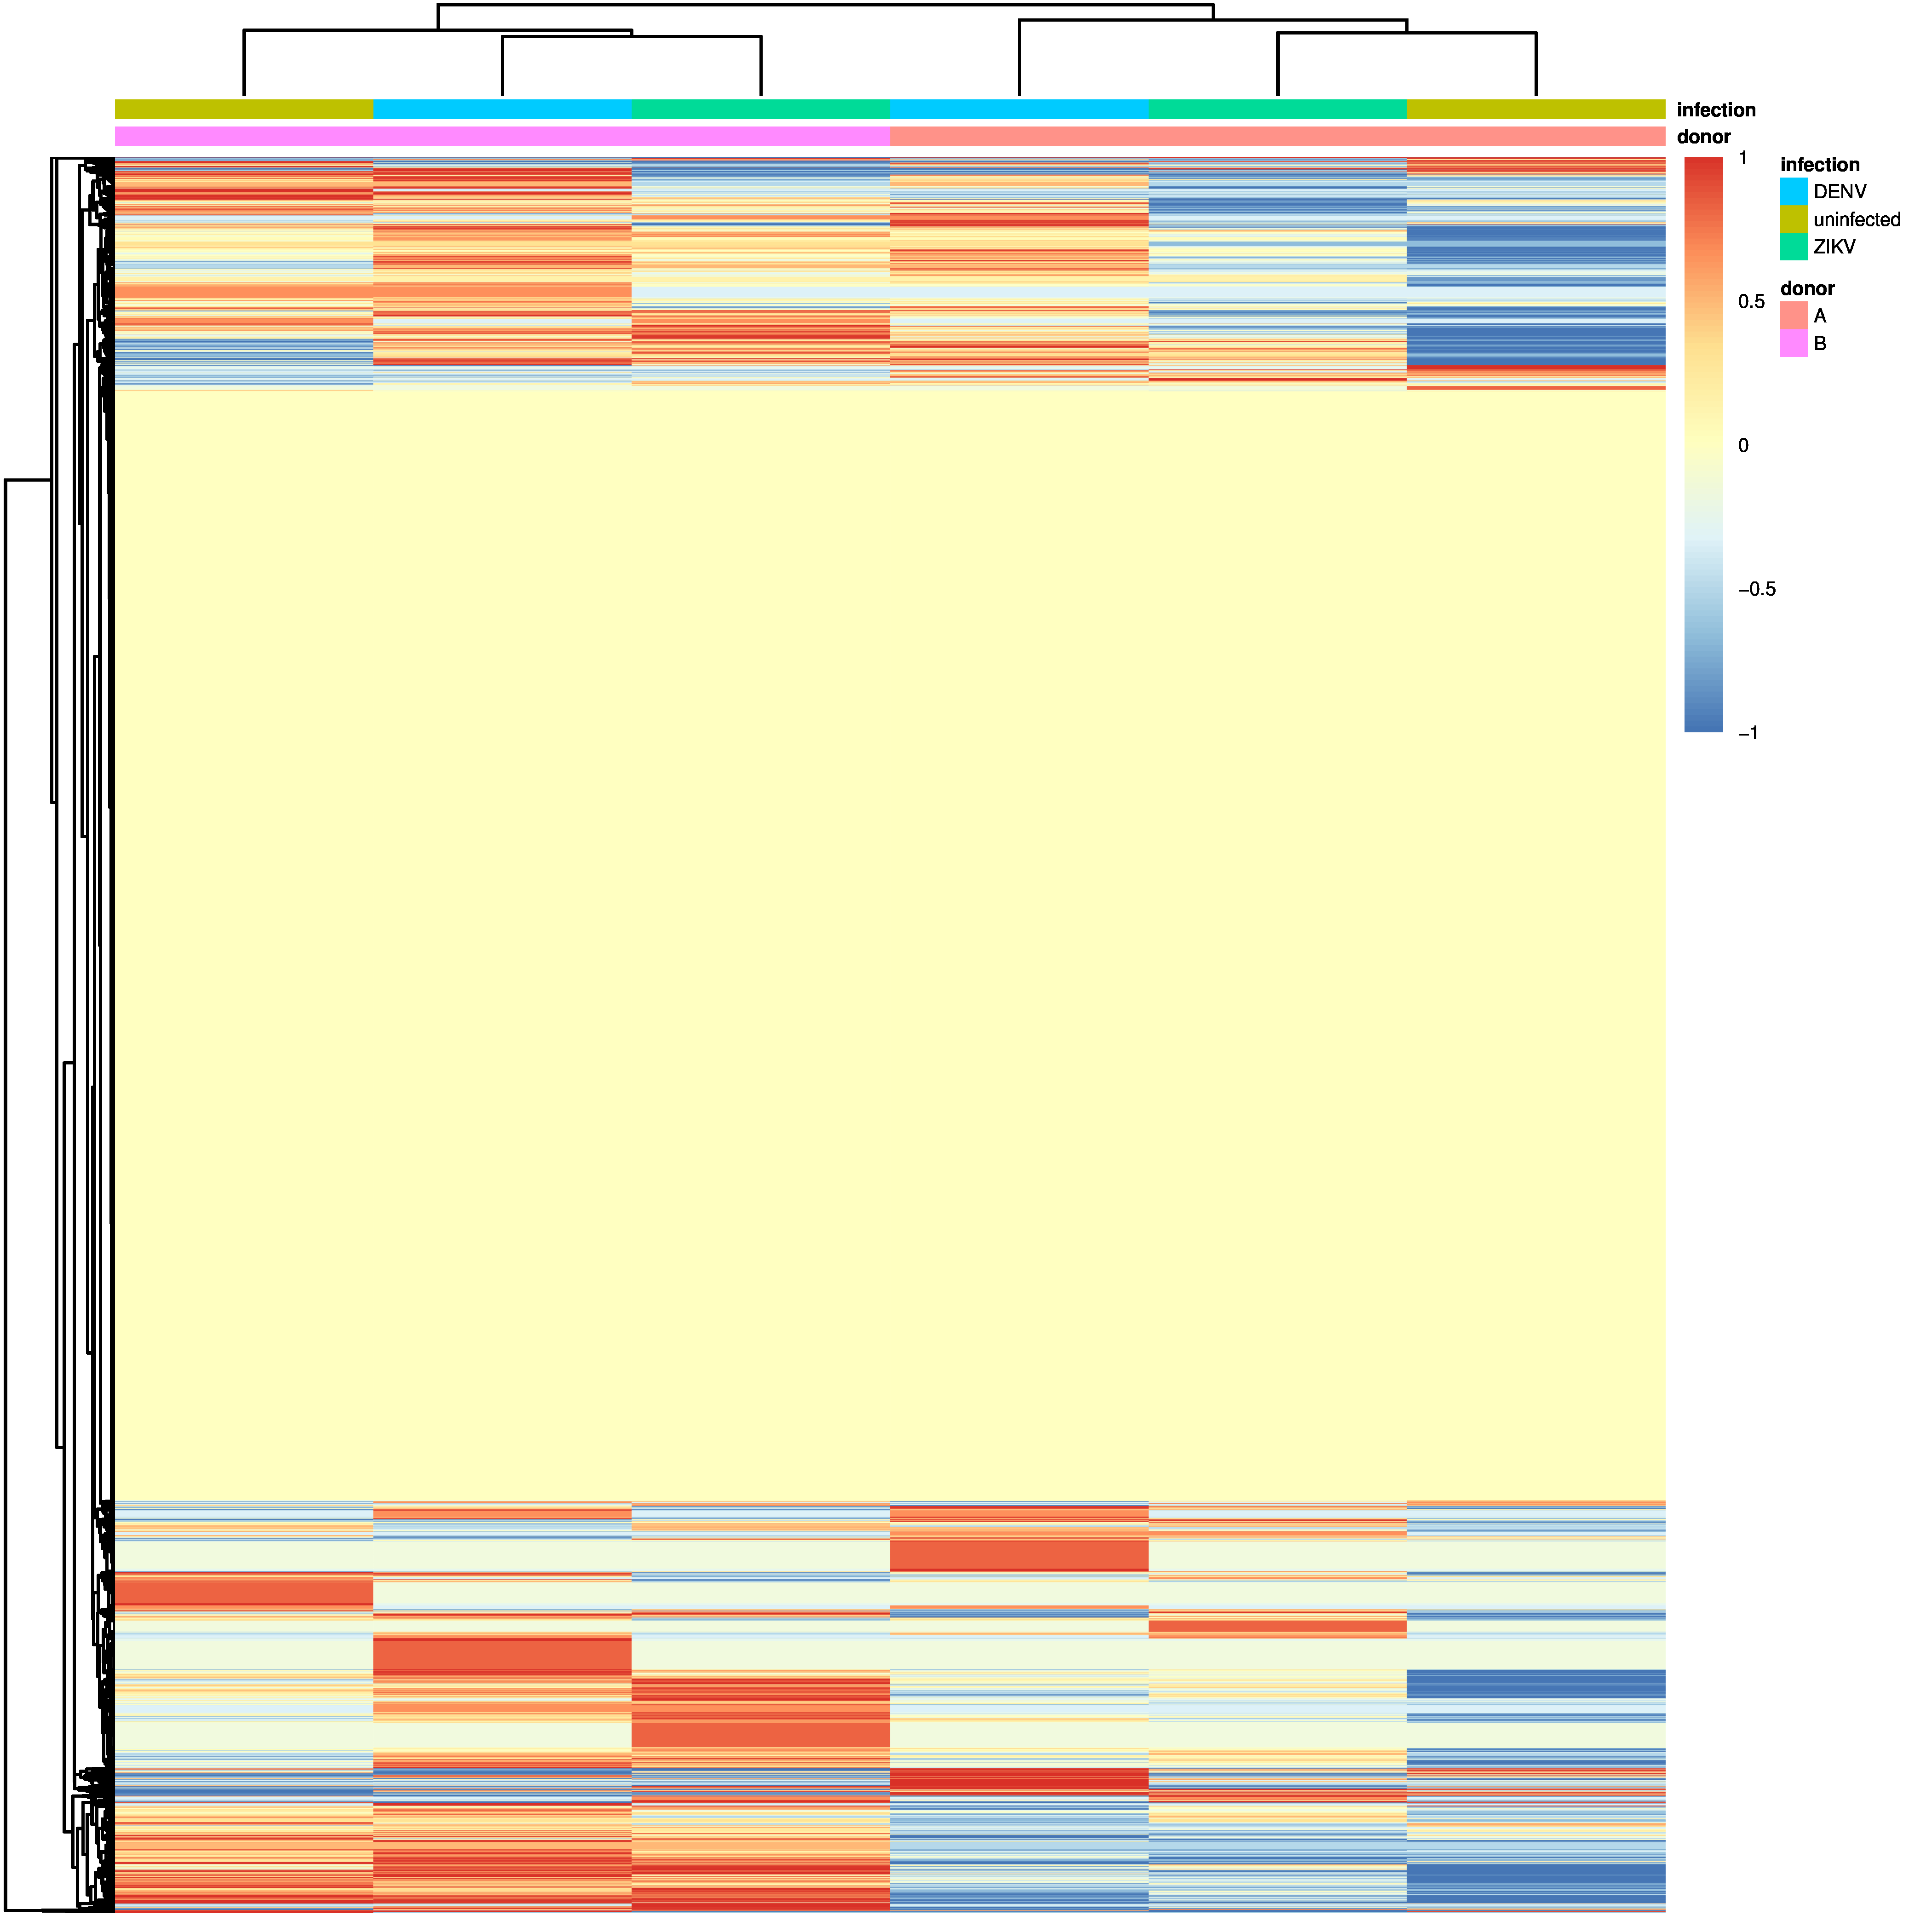 infection
donor
1
0.5
0
−0.5
−1
infection
DENV
uninfected
ZIKV
donor
A
B